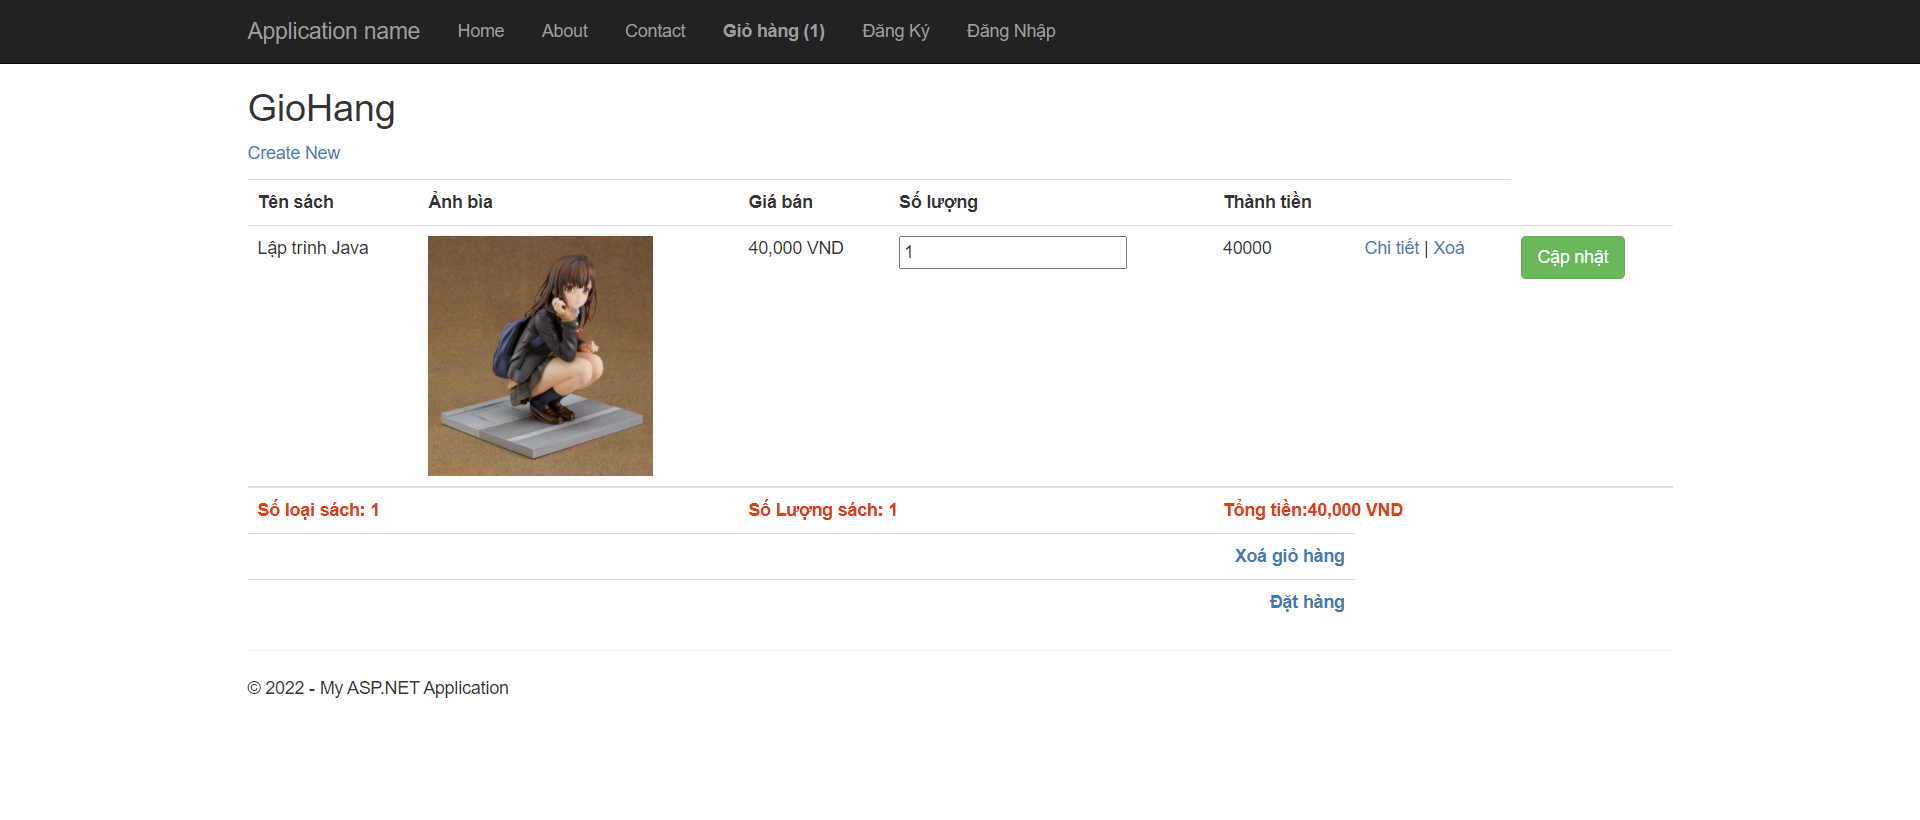 Application name Home About Contact Giỏ hàng (1) Đăng Ký Đăng Nhập
GioHang
Create New
Tên sách Ảnh bìa Giá bán Số lượng Thành tiền
Lập trình Java 40,000 VND 1 40000 Chi tiết | Xoá Cập nhật
Số loại sách: 1 Số Lượng sách: 1 Tổng tiền:40,000 VND
Xoá giỏ hàng
Đặt hàng
© 2022 - My ASP.NET Application